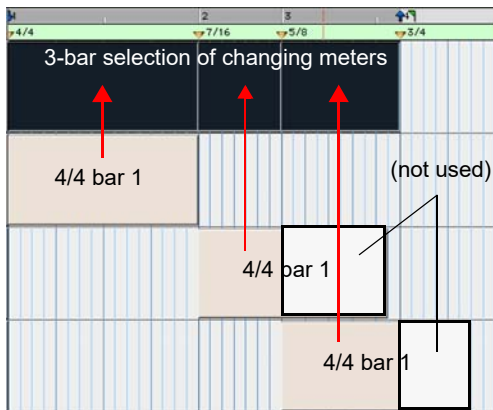 2 3
4/4 7/16 5/8 3/4
3-bar selection of changing meters
4/4 bar 1
(not used)
4/4 bar 1
4/4 bar 1